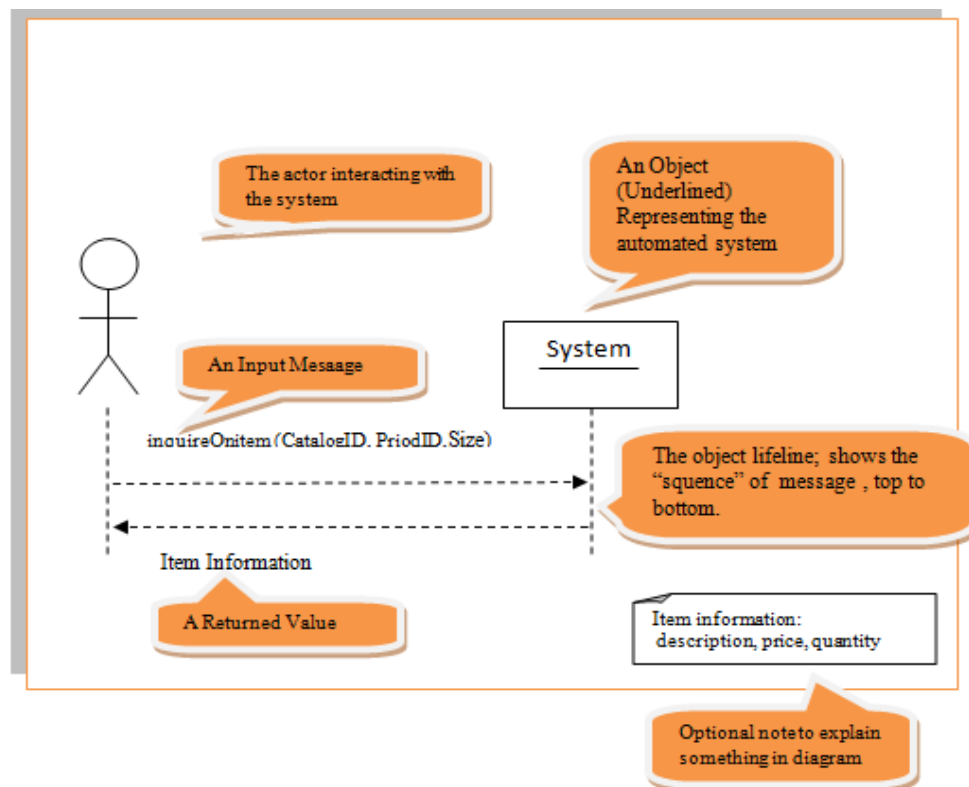 The actor interacting with
the system
An Object
(Underlined)
Representing the
automated system
System
An Input Mesaage
inquireOnitem(CatalogID, PriodID,Size)
The object lifeline; shows the
“squence” of message , top to
bottom.
Item Information
A Returned Value
Item information:
description, price, quantity
Optional note to explain
something in diagram